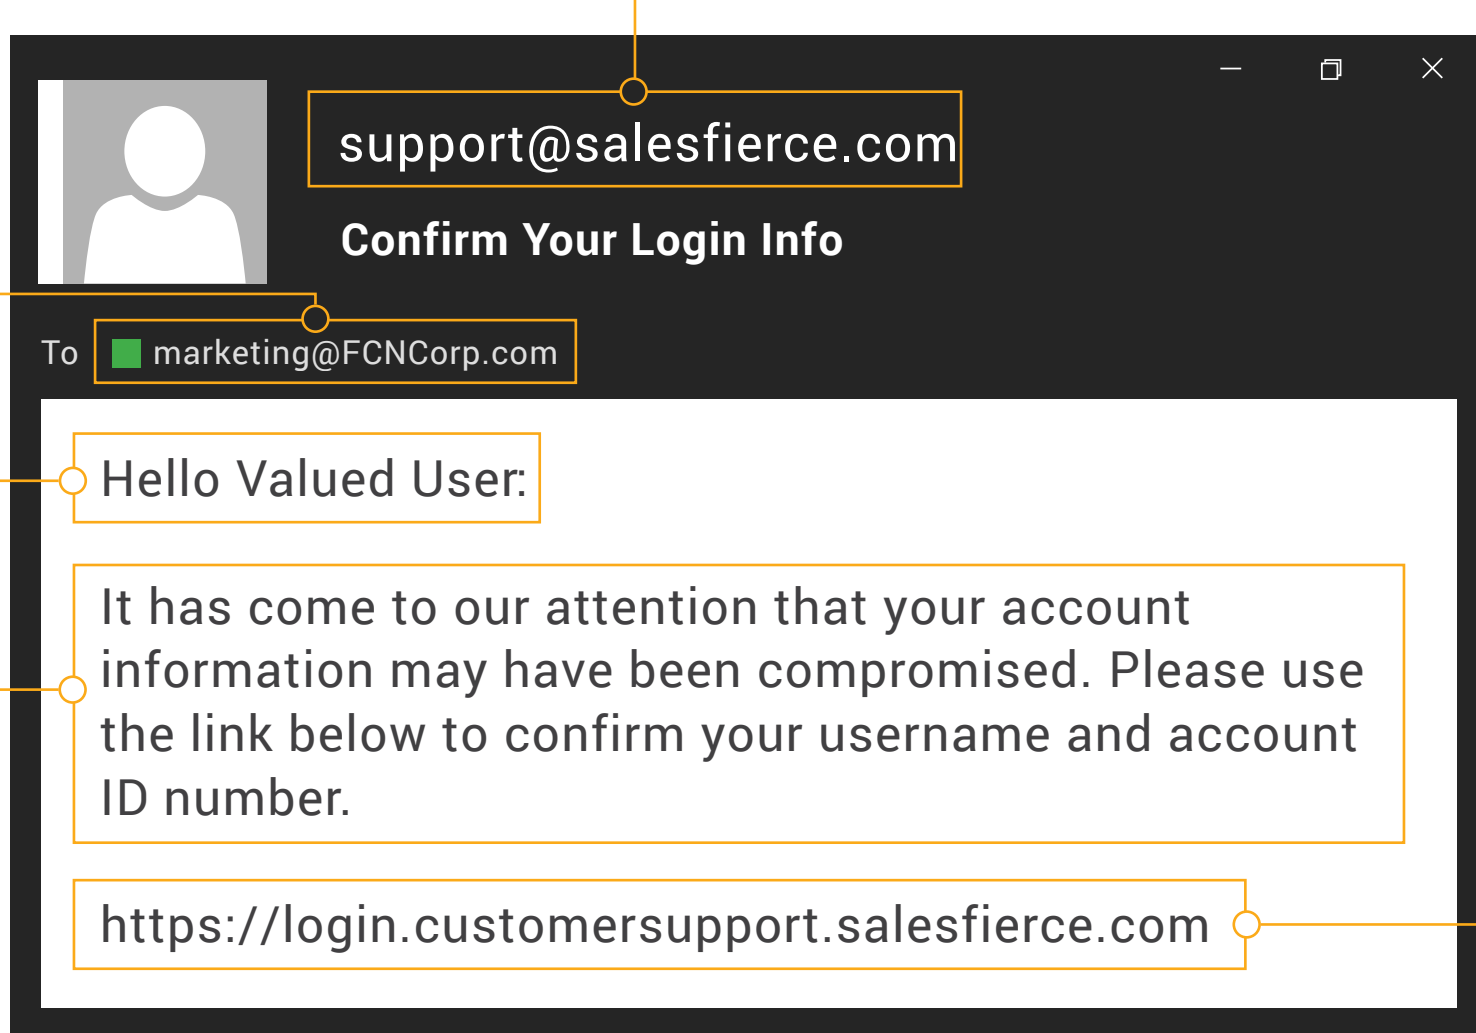 support@salesfierce.com
Confirm Your Login Info
To marketing@FCNCorp.com
Hello Valued User:
It has come to our attention that your account
information may have been compromised. Please use
the link below to confirm your username and account
ID number.
https://login.customersupport.salesfierce.com